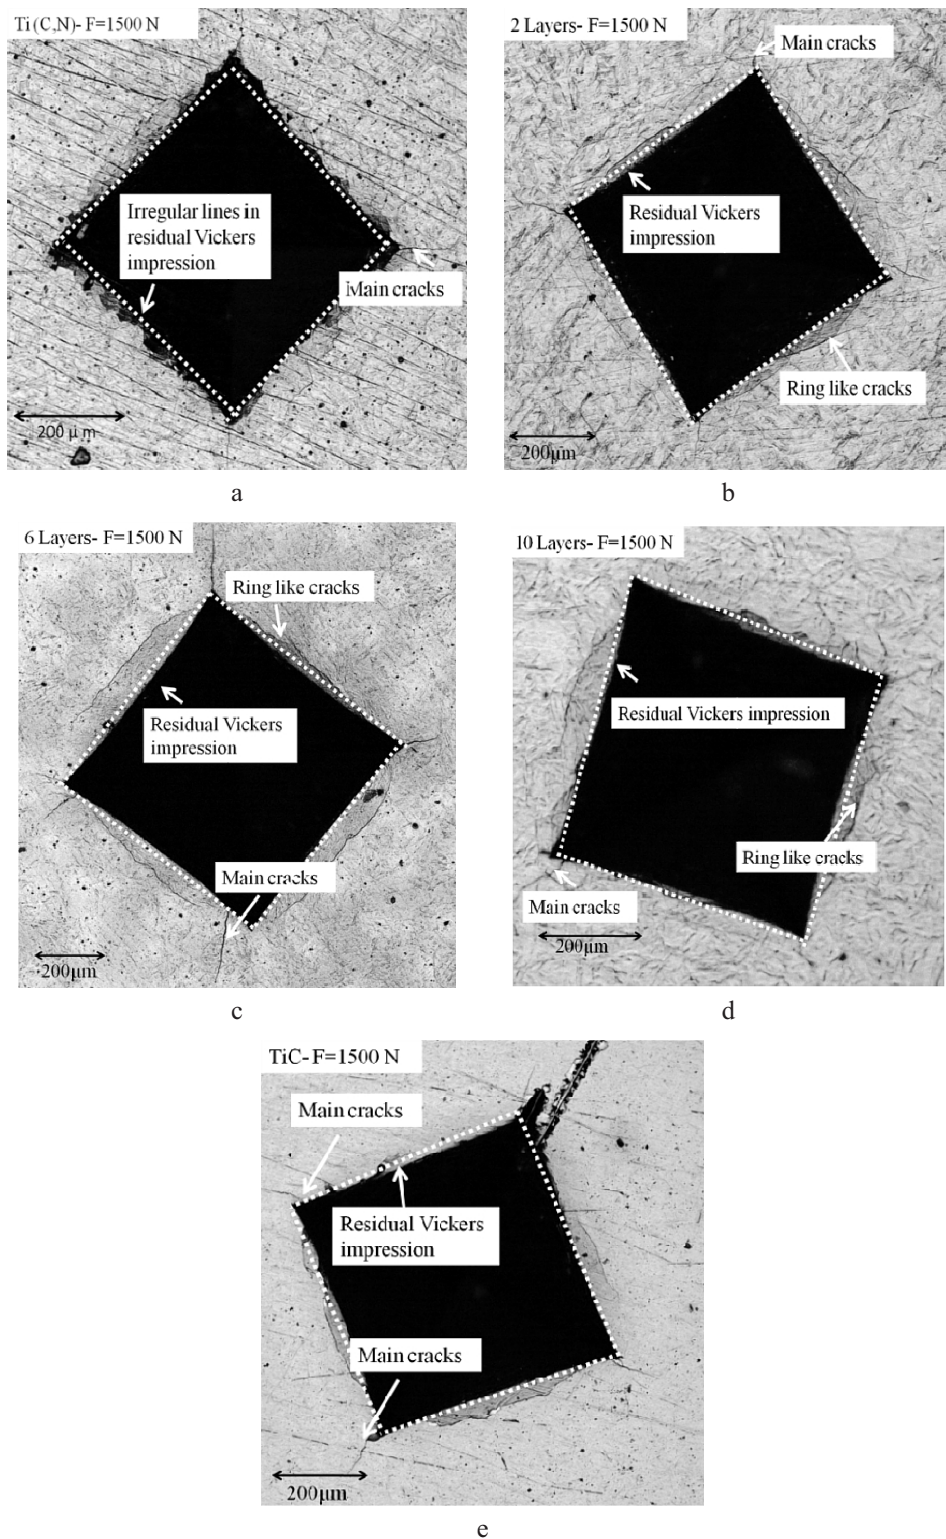 Ti(C,N)- F=1500 N
Irregular lines in
residual Vickers
impression
Main cracks
200 μ m
a
2 Layers- F=1500 N
Main cracks
Residual Vickers
impression
Ring like cracks
200μm
b
6 Layers- F=1500 N
Ring like cracks
Residual Vickers
impression
Main cracks
200μm
c
10 Layers- F=1500 N
Residual Vickers impression
Ring like cracks
Main cracks
200μm
d
TiC- F=1500 N
Main cracks
Residual Vickers
impression
Main cracks
200μm
e